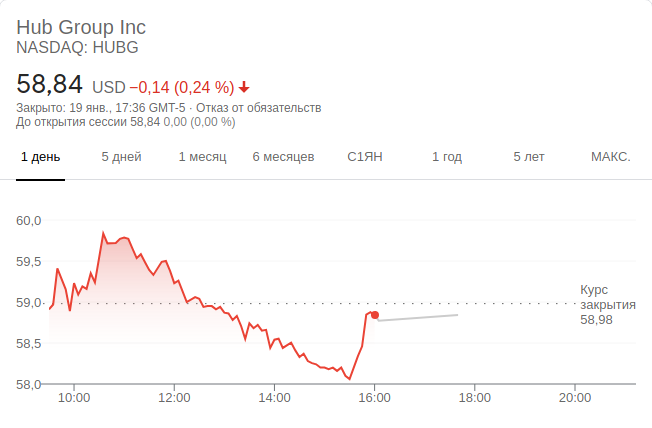 Hub Group Inc
NASDAQ: HUBG
58,84 USD −0,14 (0,24 %)
Закрыто: 19 янв., 17:36 GMT-5 · Отказ от обязательств
До открытия сессии 58,84 0,00 (0,00 %)
1 день 5 дней 1 месяц 6 месяцев С1ЯН 1 год 5 лет МАКС.
60,0
59,5
59,0
58,5
58,0
Курс
закрытия
58,98
10:00 12:00 14:00 16:00 18:00 20:00